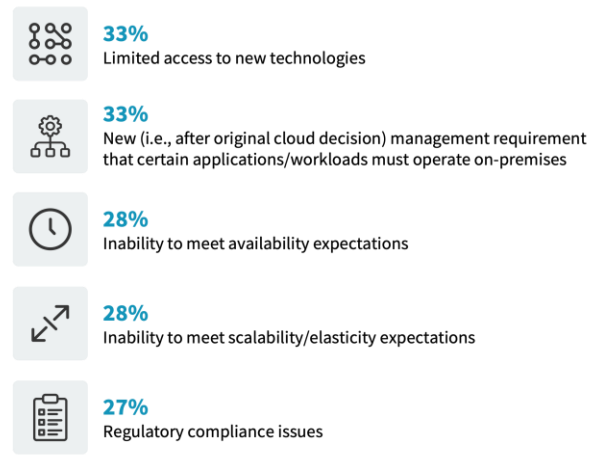 33%
Limited access to new technologies
33%
New (i.e., after original cloud decision) management requirement
that certain applications/workloads must operate on-premises
28%
Inability to meet availability expectations
28%
Inability to meet scalability/elasticity expectations
27%
Regulatory compliance issues